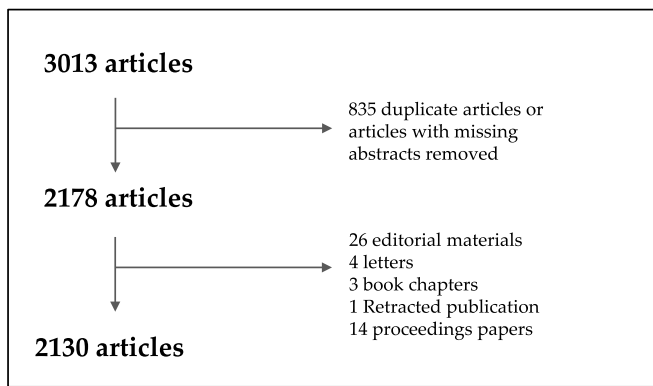 3013 articles
835 duplicate articles or
articles with missing
abstracts removed
2178 articles
26 editorial materials
4 letters
3 book chapters
1 Retracted publication
14 proceedings papers
2130 articles